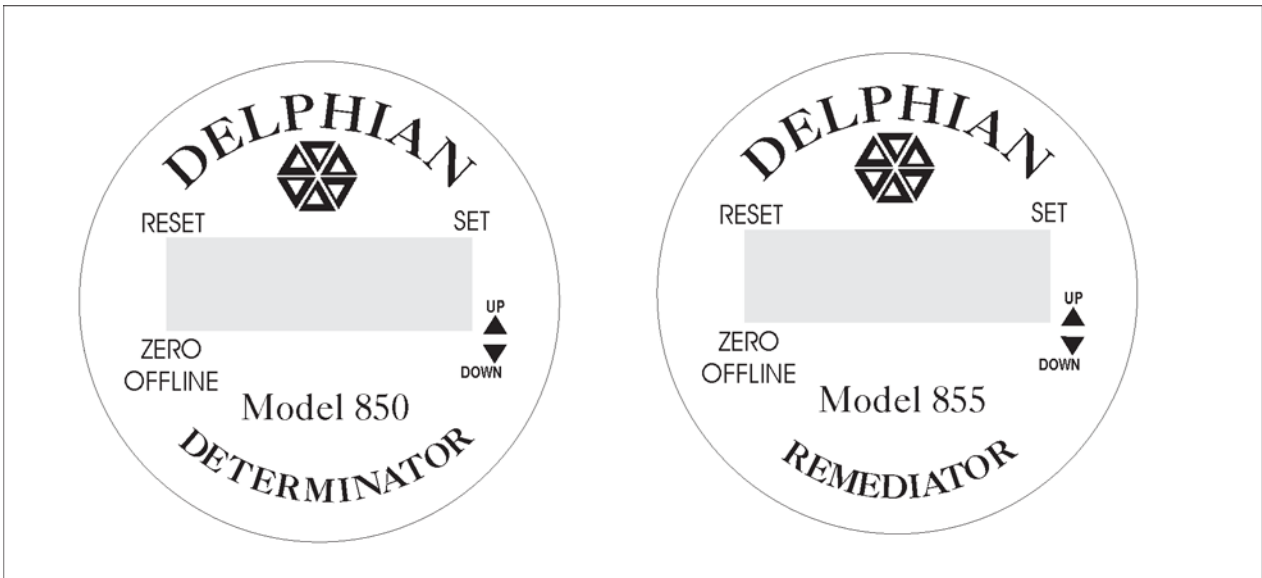 DELPHIAN
RESET SET
UP
ZERO
OFFLINE
DOWN
Model 850
DETERMINATOR
DELPHIAN
RESET SET
UP
ZERO
OFFLINE
DOWN
Model 855
REMEDIATOR